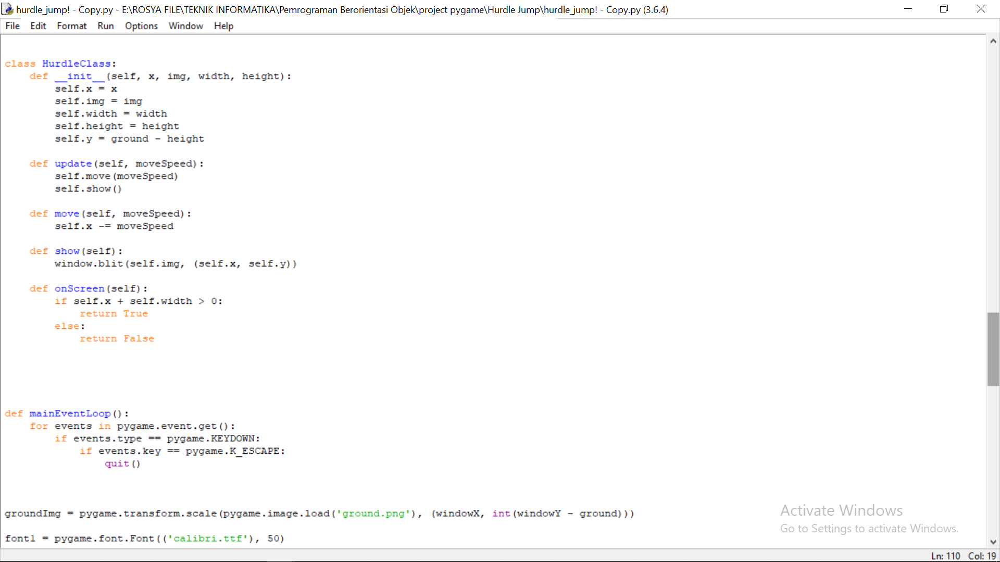 hurdle_jump! - Copy.py - E:\ROSYA FILE\TEKNIK INFORMATIKA\Pemrograman Berorientasi Objek\project pygame\Hurdle Jump\hurdle_jump! - Copy.py (3.6.4)
File Edit Format Run Options Window Help
class HurdleClass:
    def __init__(self, x, img, width, height):
        self.x = x
        self.img = img
        self.width = width
        self.height = height
        self.y = ground - height
    def update(self, moveSpeed):
        self.move(moveSpeed)
        self.show()
    def move(self, moveSpeed):
        self.x -= moveSpeed
    def show(self):
        window.blit(self.img, (self.x, self.y))
    def onScreen(self):
        if self.x + self.width > 0:
            return True
        else:
            return False
def mainEventLoop():
    for events in pygame.event.get():
        if events.type == pygame.KEYDOWN:
            if events.key == pygame.K_ESCAPE:
                quit()
groundImg = pygame.transform.scale(pygame.image.load('ground.png'), (windowX, int(windowY - ground)))
font1 = pygame.font.Font(('calibri.ttf'), 50)
Activate Windows
Go to Settings to activate Windows.
Ln: 110 Col: 19